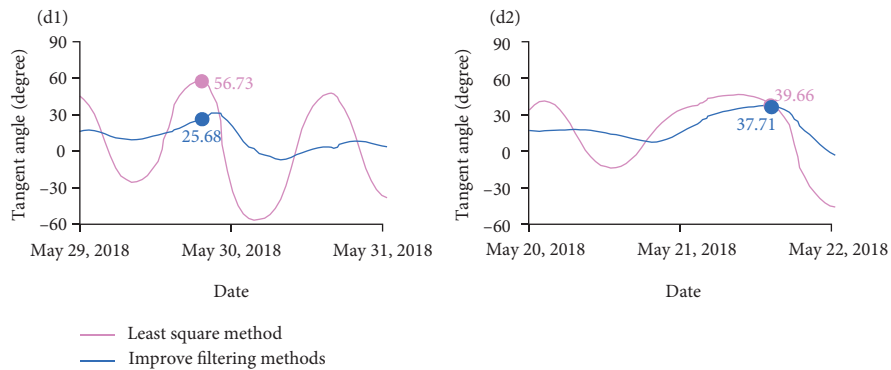 (d1)
90
60
30
0
−30
−60
Tangent angle (degree)
56.73
25.68
May 29, 2018
May 30, 2018
May 31, 2018
Date
(d2)
90
60
30
0
−30
−60
Tangent angle (degree)
39.66
37.71
May 20, 2018
May 21, 2018
May 22, 2018
Date
Least square method
Improve filtering methods